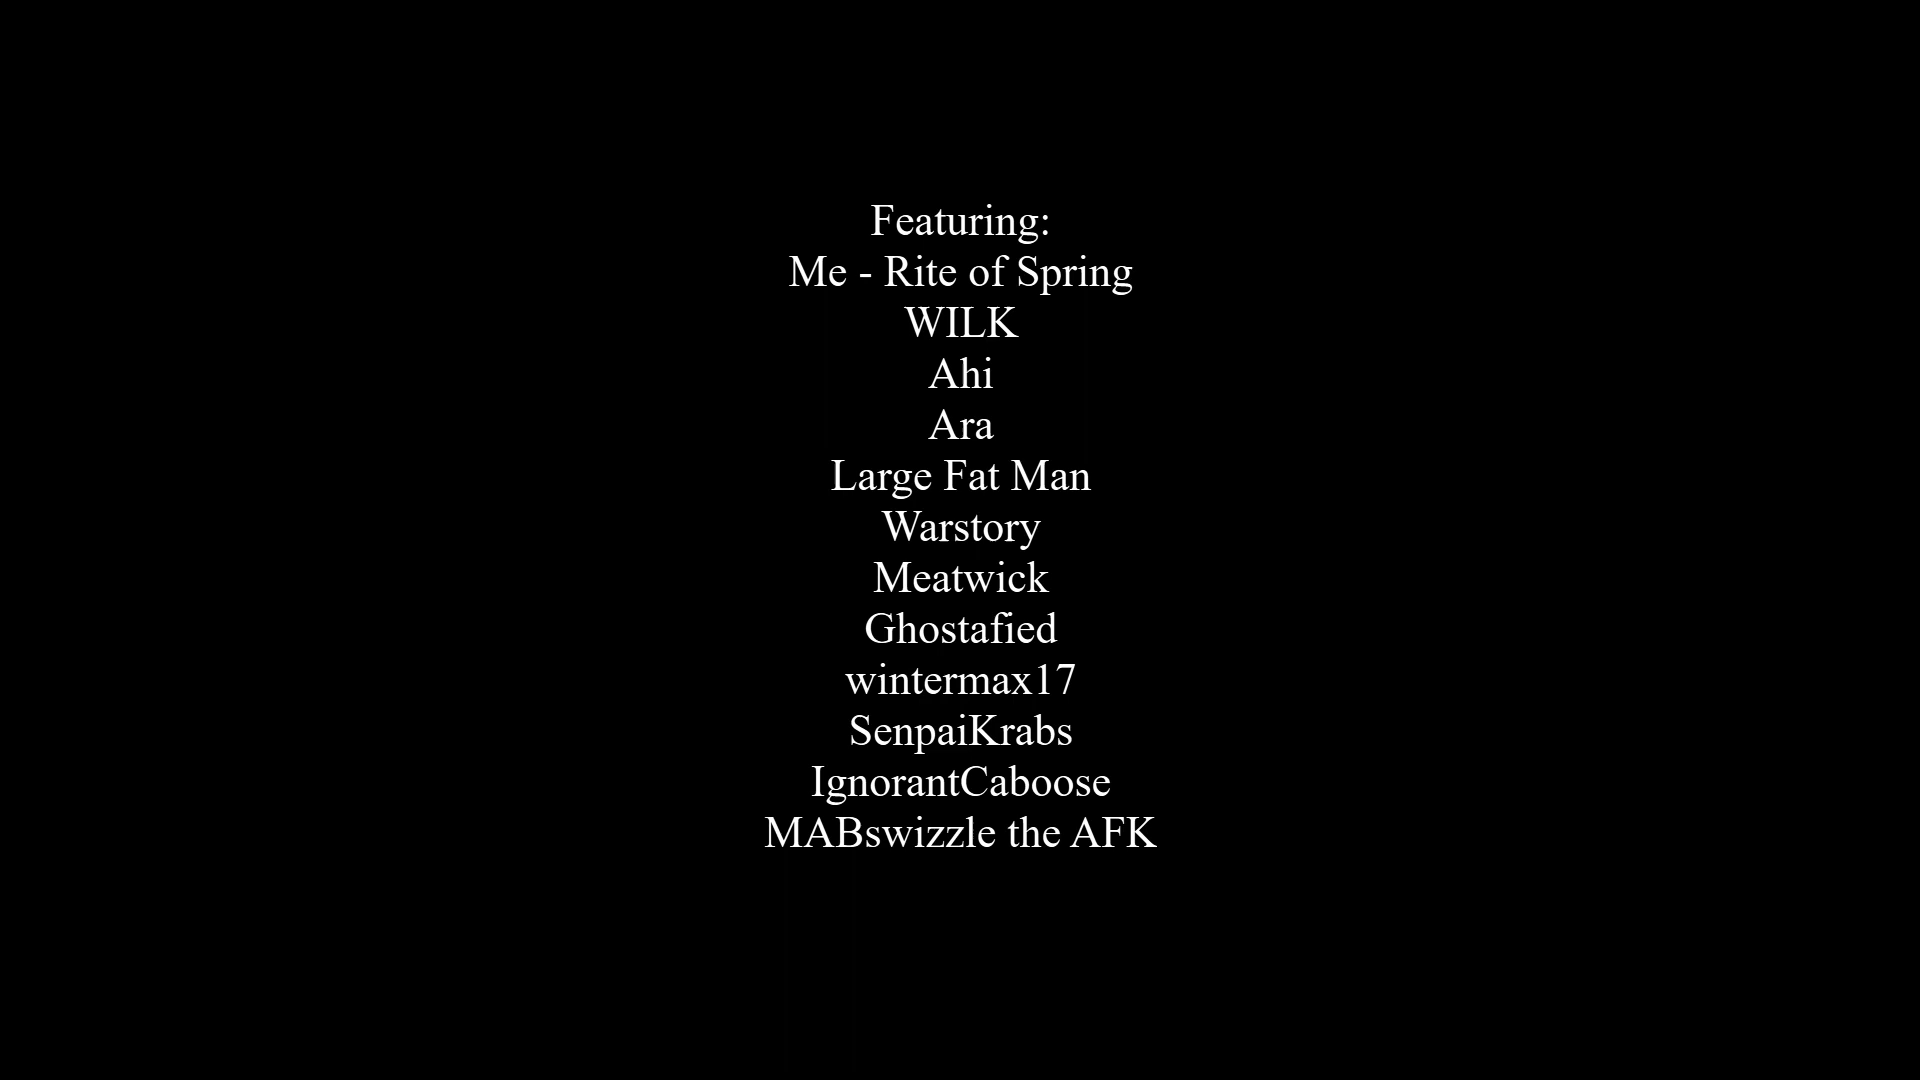 Featuring:
Me - Rite of Spring
WILK
Ahi
Ara
Large Fat Man
Warstory
Meatwick
Ghostafied
wintermax17
SenpaiKrabs
IgnorantCaboose
MABswizzle the AFK